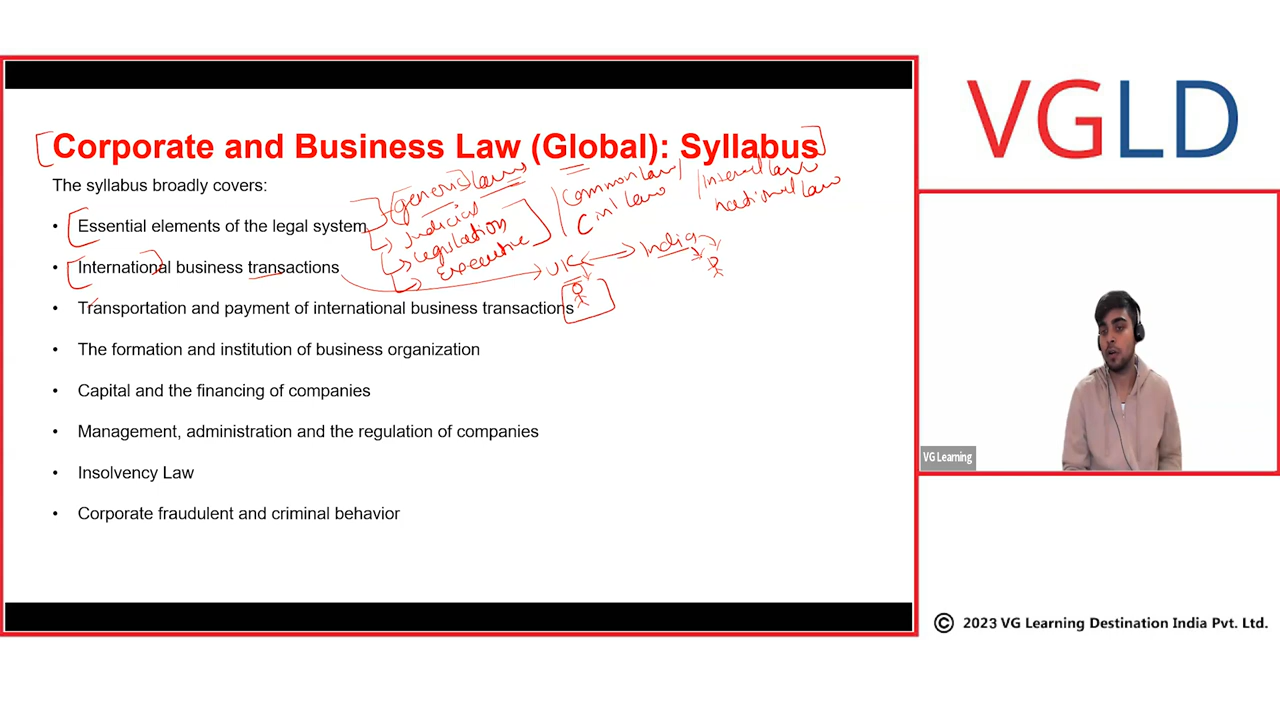 VGLD
Corporate and Business Law (Global): Syllabus
The syllabus broadly covers:
• Essential elements of the legal system
general laws
Judicial
Legislation
Executive
Common law /
Civil law
national law
• International business transactions
UK
India
• Transportation and payment of international business transactions
• The formation and institution of business organization
• Capital and the financing of companies
• Management, administration and the regulation of companies
• Insolvency Law
• Corporate fraudulent and criminal behavior
VG Learning
© 2023 VG Learning Destination India Pvt. Ltd.